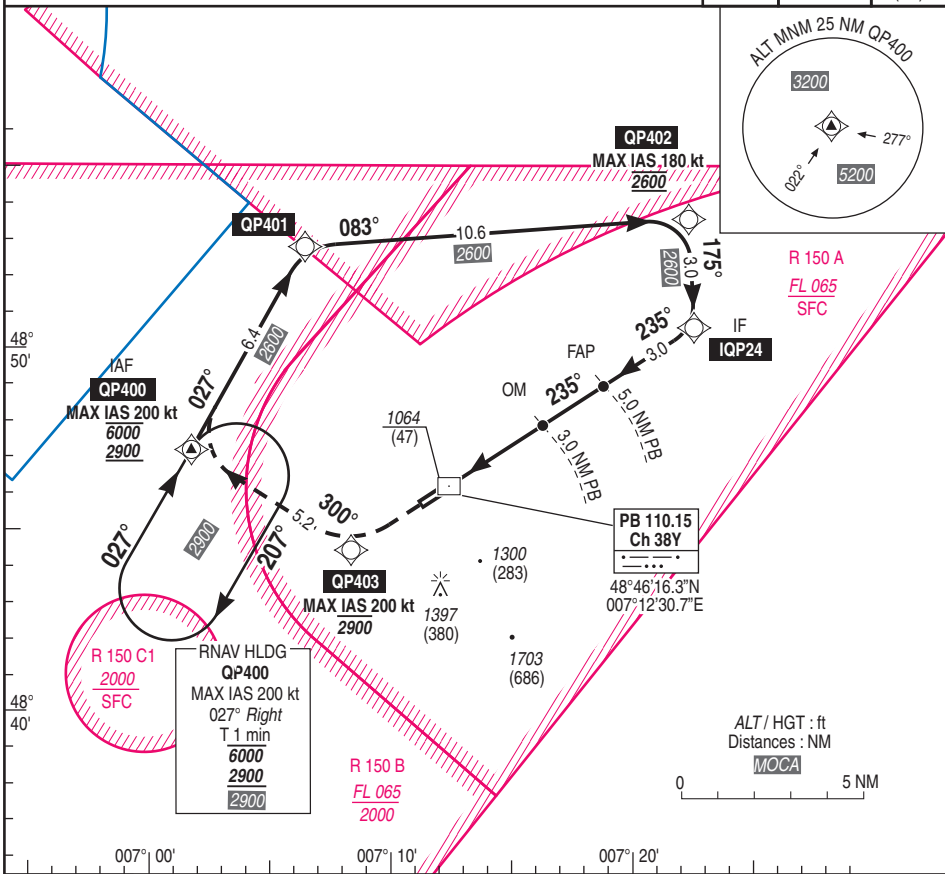 ALT MNM 25 NM QP400
3200
277°
022°
5200
QP402
MAX IAS 180 kt
2600
QP401
083°
10.6
2600
175°
3.0
2600
R 150 A
FL 065
SFC
48°
50'
6.4
2600
027°
IAF
QP400
MAX IAS 200 kt
6000
2900
235°
3.0
IF
IQP24
FAP
5.0 NM PB
OM
235°
3.0 NM PB
1064
(47)
300°
5.2
207°
2900
027°
QP403
MAX IAS 200 kt
2900
PB 110.15
Ch 38Y
48°46'16.3"N
007°12'30.7"E
1300
(283)
1397
(380)
1703
(686)
R 150 C1
2000
SFC
RNAV HLDG
QP400
MAX IAS 200 kt
027° Right
T 1 min
6000
2900
2900
48°
40'
R 150 B
FL 065
2000
ALT / HGT : ft
Distances : NM
MOCA
0 5 NM
007° 00' 007° 10' 007° 20'